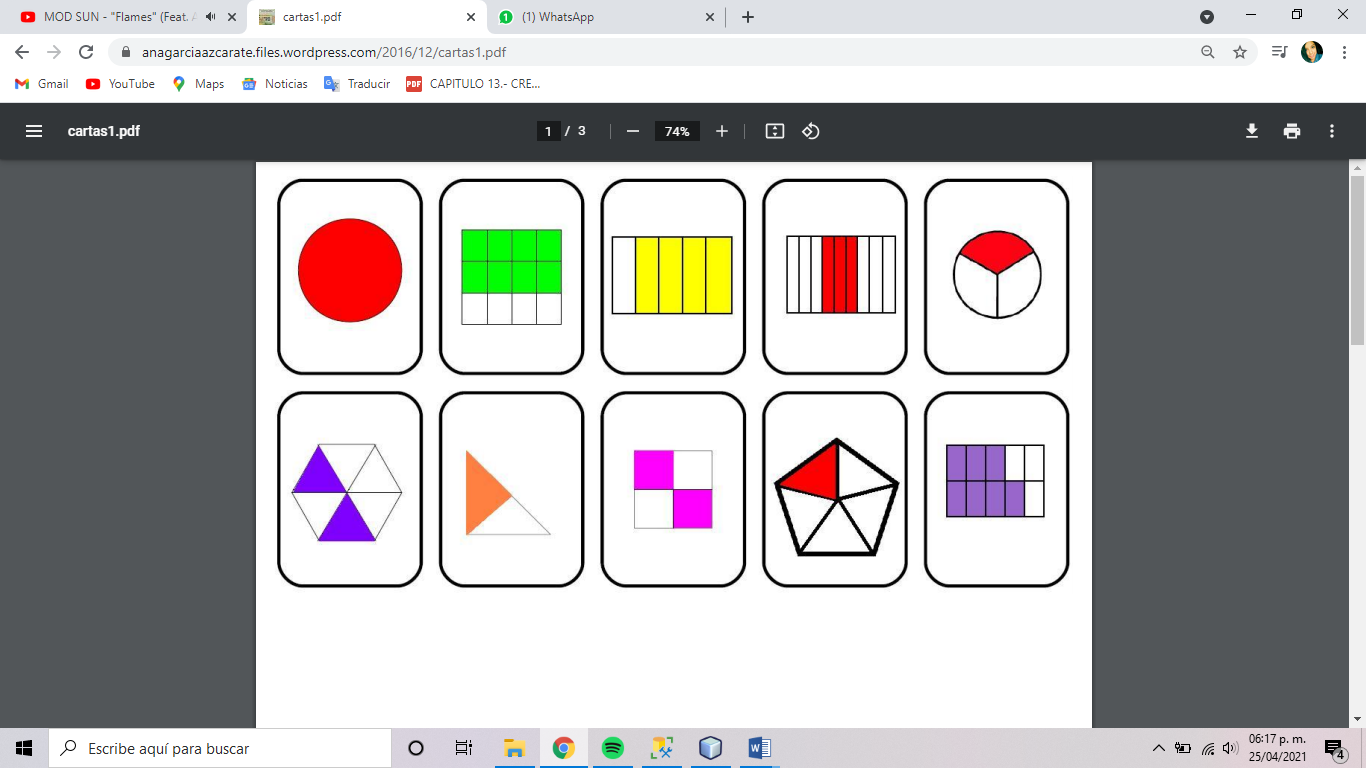 MOD SUN - "Flames" (Feat. A
cartas1.pdf
(1) WhatsApp
anagarciaazcarate.files.wordpress.com/2016/12/cartas1.pdf
Gmail
YouTube
Maps
Noticias
Traducir
PDF
CAPITULO 13.- CRE...
cartas1.pdf
1 / 3
74%
Escribe aquí para buscar
06:17 p. m.
25/04/2021
4